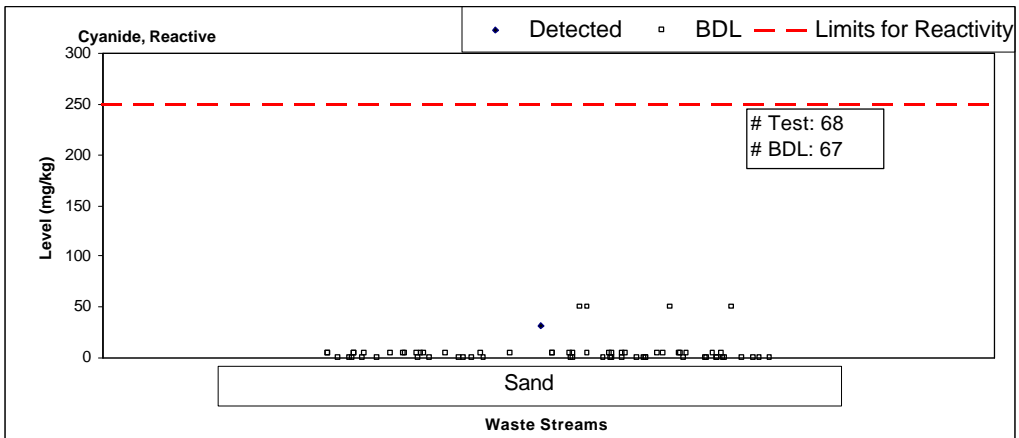 Cyanide, Reactive
Detected BDL Limits for Reactivity
300
250
200
150
100
50
0
Level (mg/kg)
# Test: 68
# BDL: 67
Sand
Waste Streams